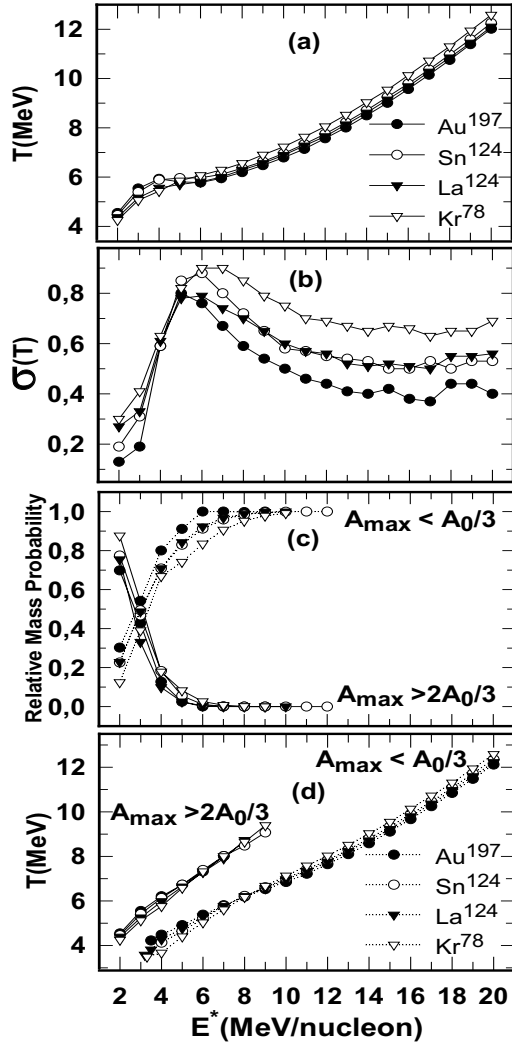 12
10
8
6
4
T(MeV)
(a)
Au197
Sn124
La124
Kr78
0,8
0,6
0,4
0,2
σ(T)
(b)
1,0
0,8
0,6
0,4
0,2
0,0
Relative Mass Probability
Amax < A0/3
(c)
Amax >2A0/3
12
10
8
6
4
T(MeV)
Amax < A0/3
Amax >2A0/3
(d)
Au197
Sn124
La124
Kr78
2 4 6 8 10 12 14 16 18 20
E*(MeV/nucleon)